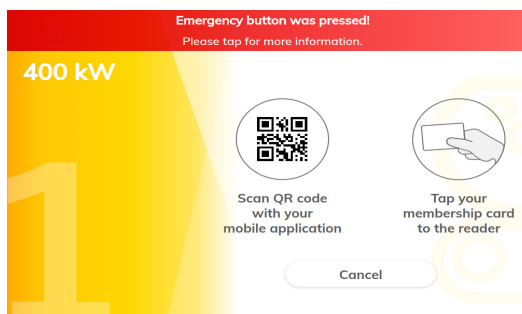 Emergency button was pressed!
Please tap for more information.
400 kW
1
Scan QR code
with your
mobile application
Tap your
membership card
to the reader
Cancel